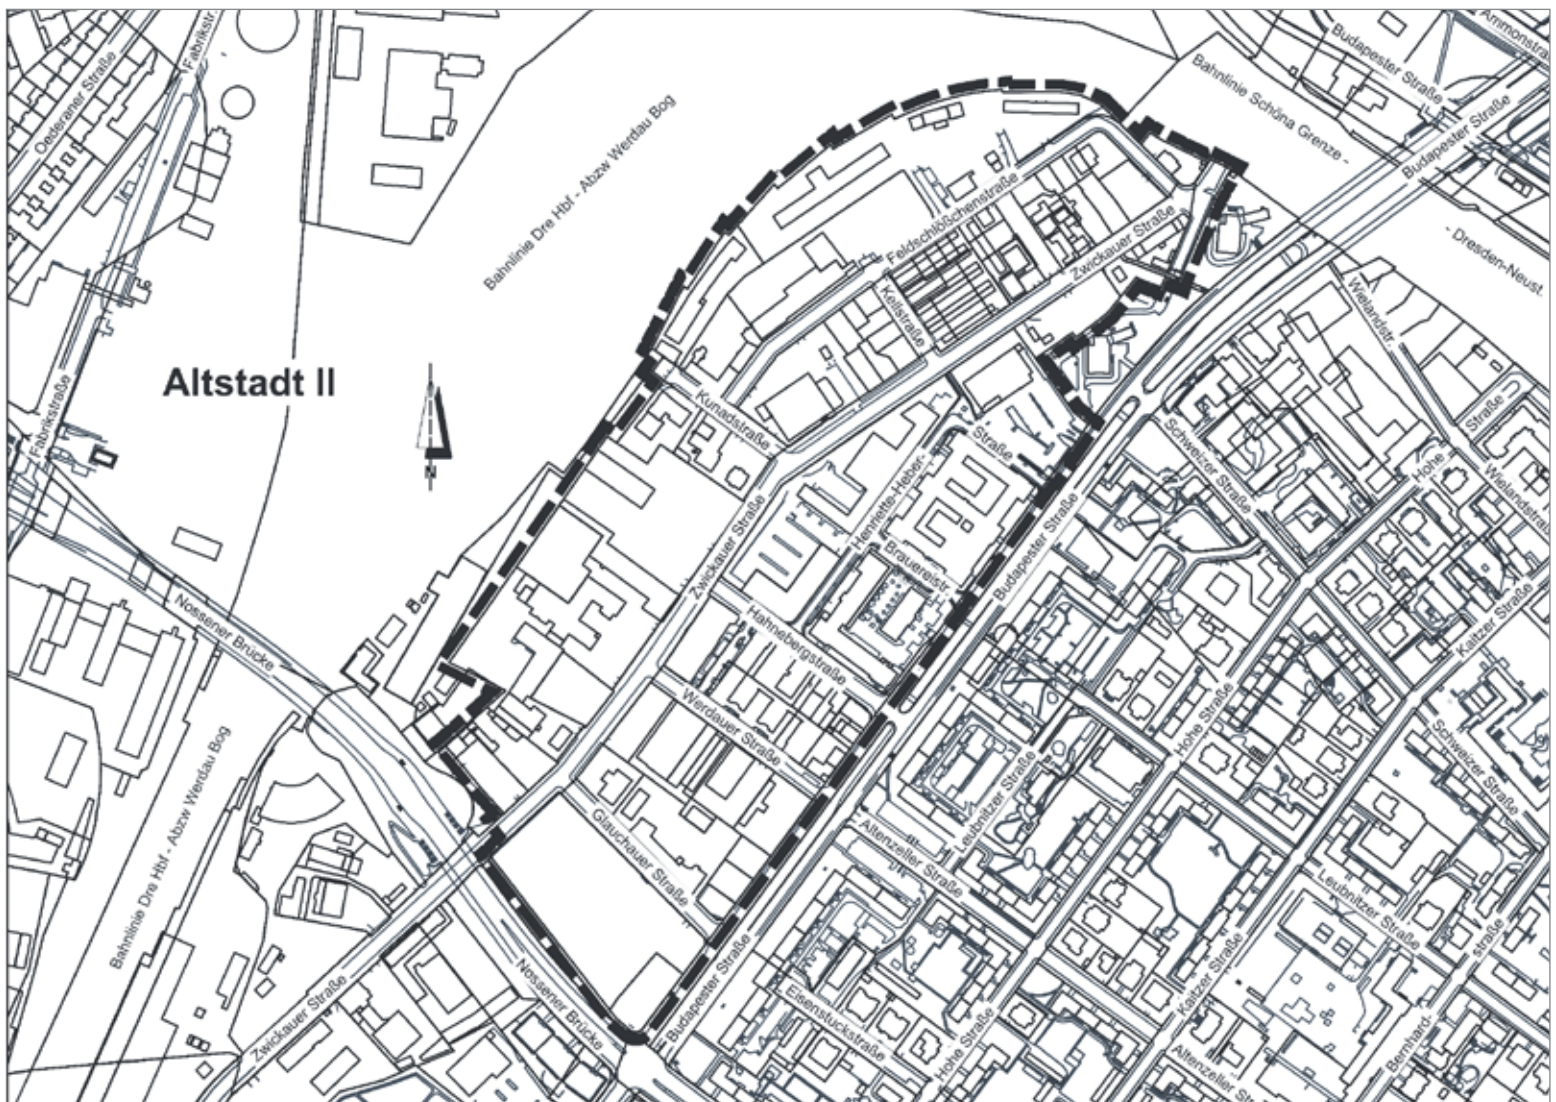 Ammonstra
Budapester Straße
Fabrikstr.
Oederaner Straße
Bahnlinie Schöna Grenze -
Budapester Straße
Bahnlinie Dre Hbf - Abzw Werdau Bog
Feldschlößchenstraße
Zwickauer Straße
- Dresden-Neust.
Kellstraße
Wielandstr.
Altstadt II
Kunadstraße
Fabrikstraße
Straße
Straße
Schweizer Straße
Hohe
Wielandstra
N
Henriette-Heber-
Zwickauer Straße
Budapester Straße
Brauereistr.
Nossener Brücke
Hahnebergstraße
Kaitzer Straße
Werdauer Straße
Hohe Straße
Schweizer Straße
Bahnlinie Dre Hbf - Abzw Werdau Bog
Leubnitzer Straße
Glauchauer Straße
Altenzeller Straße
Leubnitzer Straße
straße
Zwickauer Straße
Nossener Brücke
Budapester Straße
Eisenstuckstraße
Kaitzer Straße
Hohe Straße
Altenzeller Str
Bernhard-